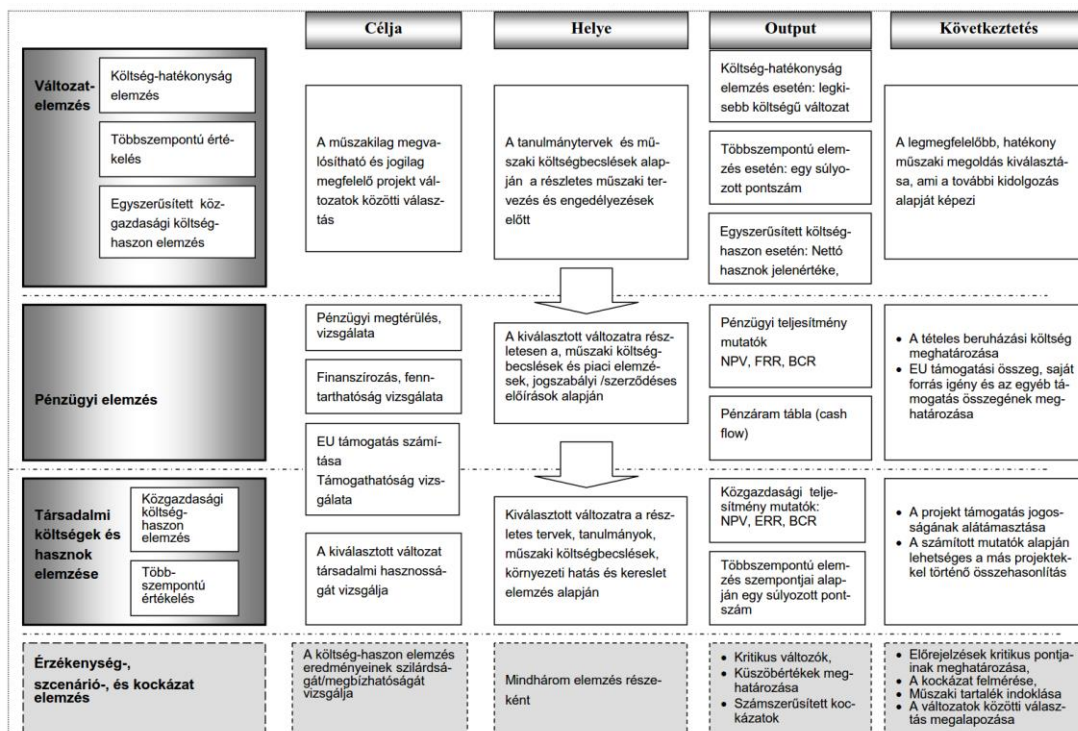 Célja
Helye
Output
Következtetés
Változat-
elemzés
Költség-hatékonyság
elemzés
Többszempontú érté-
kelés
Egyszerűsített köz-
gazdasági költség-
haszon elemzés
A műszakilag megva-
lósítható és jogilag
megfelelő projekt vál-
tozatok közötti válasz-
tás
A tanulmánytervek és mű-
szaki költségbecslések alap-
ján a részletes műszaki ter-
vezés és engedélyezések
előtt
Költség-hatékonyság
elemzés esetén: legki-
sebb költségű változat
Többszempontú elem-
zés esetén: egy súlyo-
zott pontszám
Egyszerűsített költség-
haszon esetén: Nettó
hasznok jelenértéke,
A legmegfelelőbb, hatékony
műszaki megoldás kiválasztá-
sa, ami a további kidolgozás
alapját képezi
Pénzügyi elemzés
Pénzügyi megtérülés,
vizsgálata
Finanszírozás, fenn-
tarthatóság vizsgálata
EU támogatás számí-
tása
Támogathatóság vizs-
gálata
A kiválasztott változatra rész-
letesen a, műszaki költség-
becslések és piaci elemzé-
sek, jogszabályi /szerződéses
előírások alapján
Pénzügyi teljesítmény
mutatók
NPV, FRR, BCR
Pénzáram tábla (cash
flow)
• A tételes beruházási költség
meghatározása
• EU támogatási összeg, saját
forrás igény és az egyéb tá-
mogatás összegének meg-
határozása
Társadalmi
költségek és
hasznok
elemzése
Közgazdasági
költség-
haszon
elemzés
Több-
szempontú
értékelés
A kiválasztott változat
társadalmi hasznossá-
gát vizsgálja
Kiválasztott változatra a rész-
letes tervek, tanulmányok,
műszaki költségbecslések,
környezeti hatás és kereslet
elemzés alapján
Közgazdasági telje-
sítmény mutatók:
NPV, ERR, BCR
Többszempontú elem-
zés szempontjai alap-
ján egy súlyozott pont-
szám
• A projekt támogatás jogos-
ságának alátámasztása
• A számított mutatók alapján
lehetséges a más projektek-
kel történő összehasonlítás
Érzékenység-,
szcenárió-, és kockázat
elemzés
A költség-haszon elemzés
eredményeinek szilárdsá-
gát/megbízhatóságát
vizsgálja
Mindhárom elemzés része-
ként
• Kritikus változók,
• Küszöbértékek meg-
határozása
• Számszerűsített koc-
kázatok
• Előrejelzések kritikus pontja-
inak meghatározása,
• A kockázat felmérése,
• Műszaki tartalék indoklása
• A változatok közötti válasz-
tás megalapozása